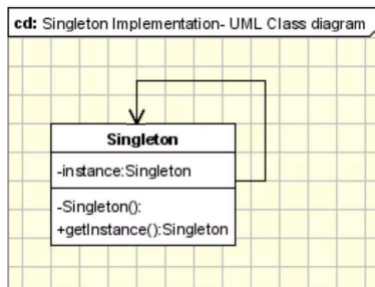 cd: Singleton Implementation- UML Class diagram
Singleton
-instance:Singleton
-Singleton():
+getInstance():Singleton